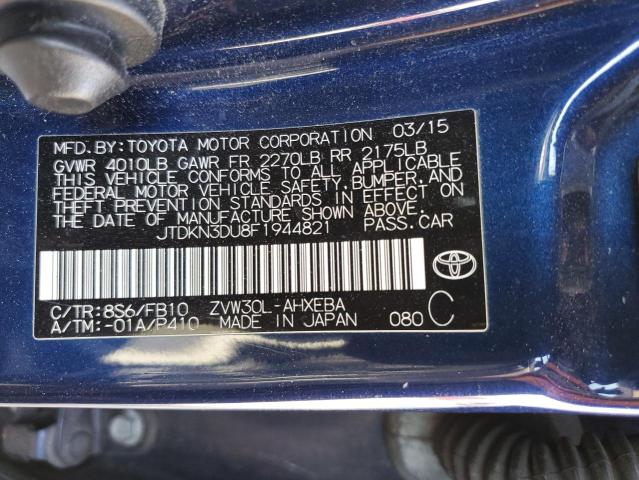 MFD. BY: TOYOTA MOTOR CORPORATION 03/15
GVWR 4010LB GAWR FR 2270LB RR 2175LB
THIS VEHICLE CONFORMS TO ALL APPLICABLE
FEDERAL MOTOR VEHICLE SAFETY, BUMPER, AND
THEFT PREVENTION STANDARDS IN EFFECT ON
THE DATE OF MANUFACTURE SHOWN ABOVE.
JTDKN3DU8F1944821 PASS. CAR
C/TR: 8S6/FB10 ZVW30L-AHXEBA
A/TM: -01A/P410 MADE IN JAPAN 080 C